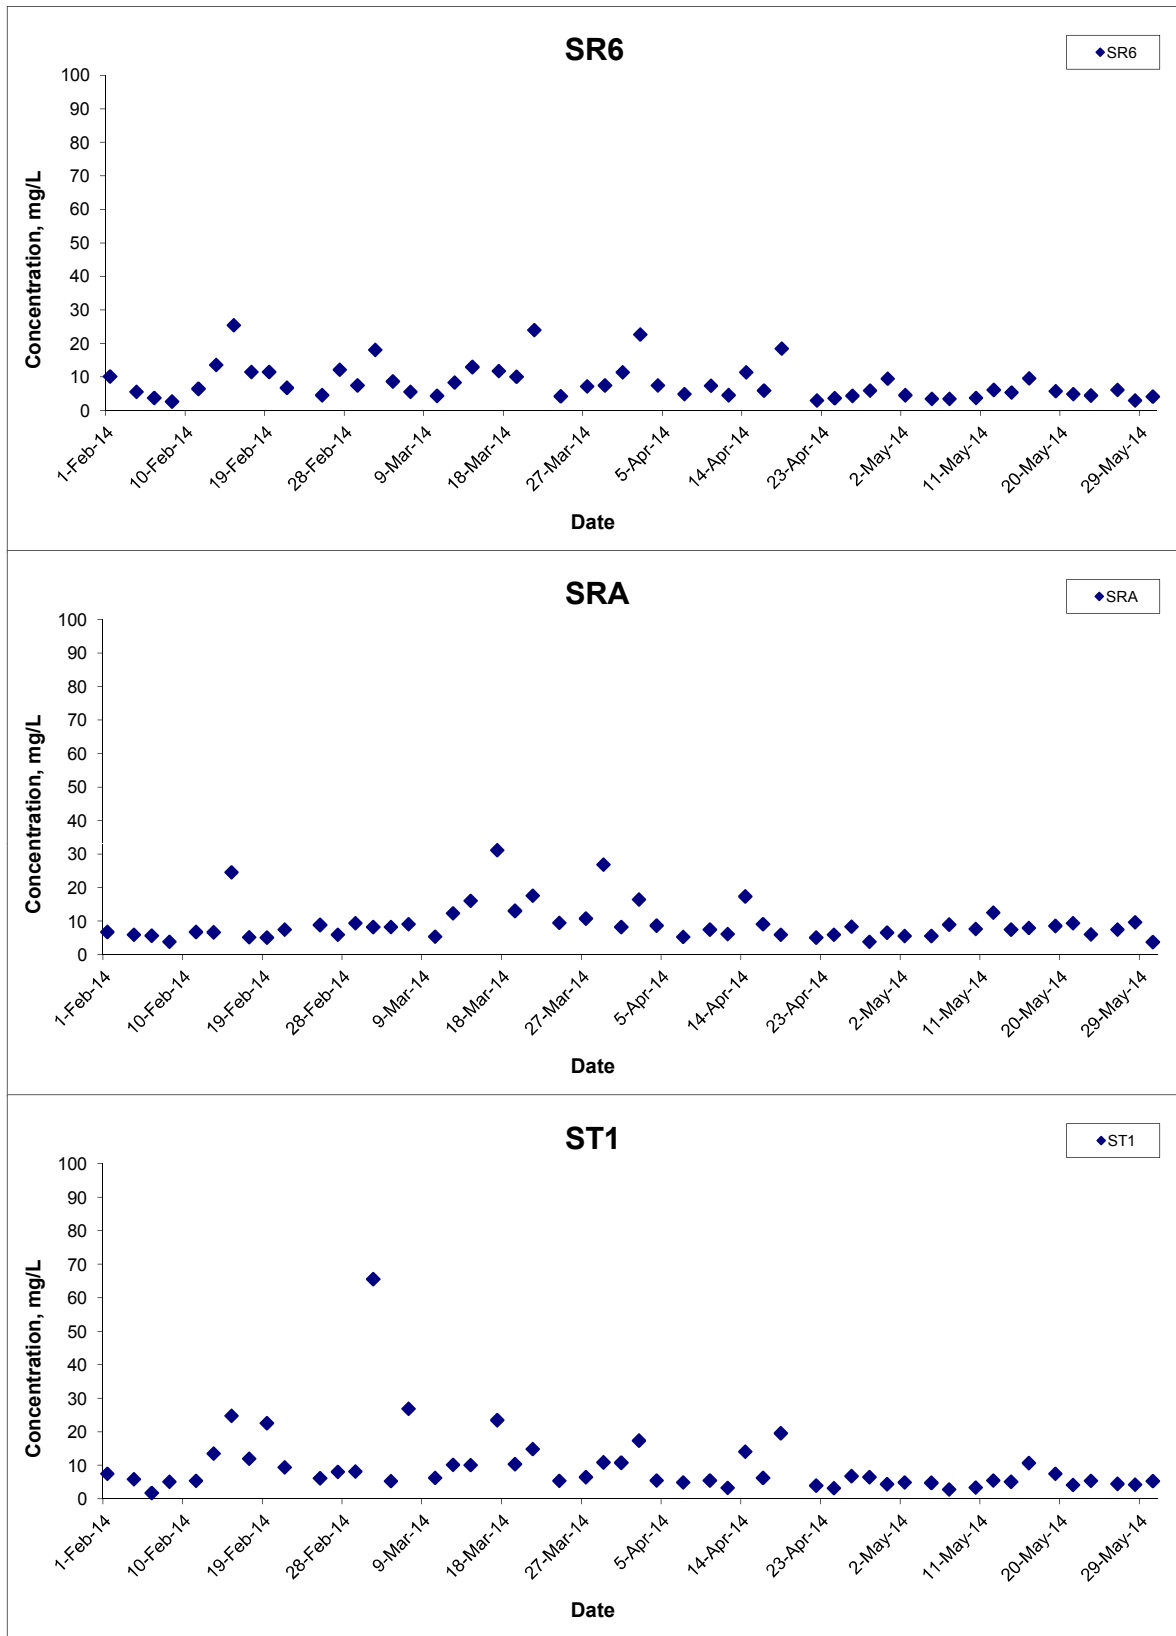 SR6
SR6
100
90
80
70
60
50
40
30
20
10
0
Concentration, mg/L
1-Feb-14
10-Feb-14
19-Feb-14
28-Feb-14
9-Mar-14
18-Mar-14
27-Mar-14
5-Apr-14
14-Apr-14
23-Apr-14
2-May-14
11-May-14
20-May-14
29-May-14
Date
SRA
SRA
100
90
80
70
60
50
40
30
20
10
0
Concentration, mg/L
1-Feb-14
10-Feb-14
19-Feb-14
28-Feb-14
9-Mar-14
18-Mar-14
27-Mar-14
5-Apr-14
14-Apr-14
23-Apr-14
2-May-14
11-May-14
20-May-14
29-May-14
Date
ST1
ST1
100
90
80
70
60
50
40
30
20
10
0
Concentration, mg/L
1-Feb-14
10-Feb-14
19-Feb-14
28-Feb-14
9-Mar-14
18-Mar-14
27-Mar-14
5-Apr-14
14-Apr-14
23-Apr-14
2-May-14
11-May-14
20-May-14
29-May-14
Date